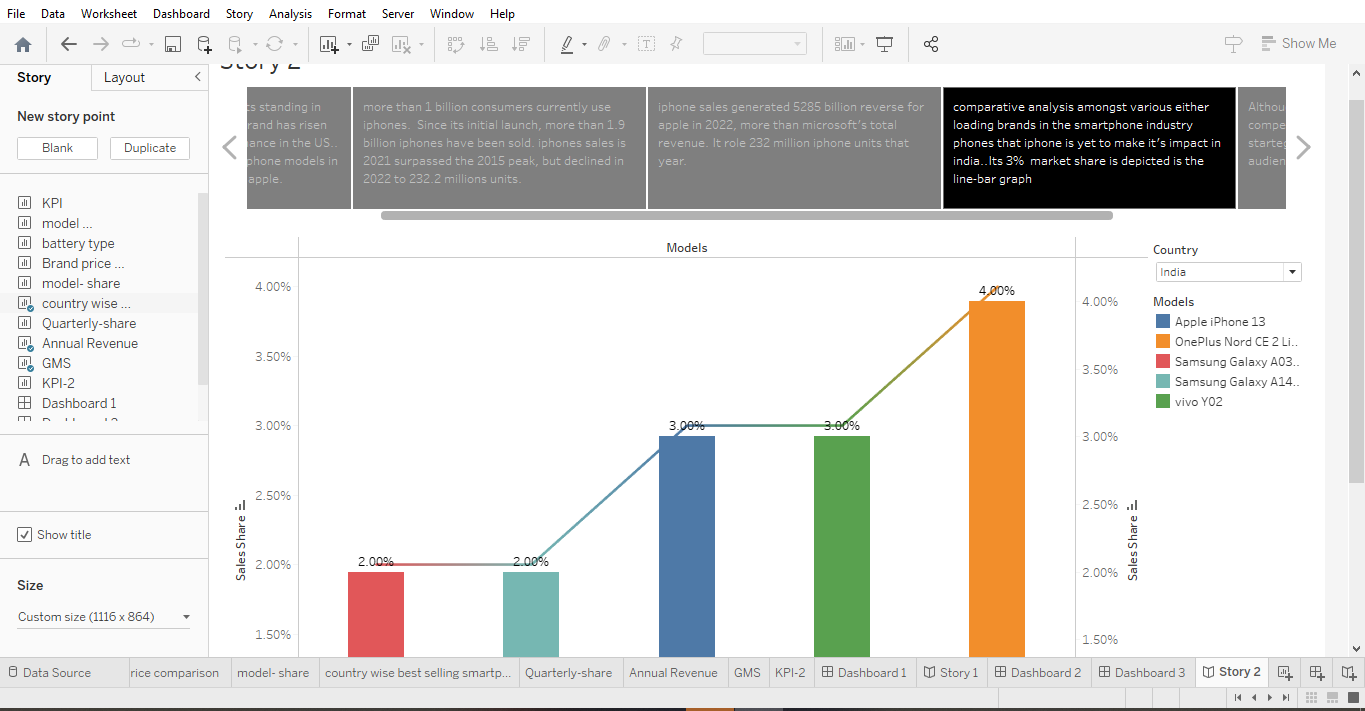 File Data Worksheet Dashboard Story Analysis Format Server Window Help
Show Me
Story Layout
New story point
Blank Duplicate
KPI
model ...
battery type
Brand price ...
model- share
country wise ...
Quarterly-share
Annual Revenue
GMS
KPI-2
Dashboard 1
A Drag to add text
Show title
Size
Custom size (1116 x 864)
Story 2
ts standing in
rand has risen
ance in the US..
phone models in
apple.
more than 1 billion consumers currently use
iphones. Since its initial launch, more than 1.9
billion iphones have been sold. Iphones sales is
2021 surpassed the 2015 peak, but declined in
2022 to 232.2 millions units.
iphone sales generated 5285 billion reverse for
apple in 2022, more than microsoft's total
revenue. It role 232 million iphone units that
year.
comparative analysis amongst various either
loading brands in the smartphone industry
phones that iphone is yet to make it's impact in
india..Its 3% market share is depicted is the
line-bar graph
Althou
compe
starteg
audien
Models
4.00%
3.50%
3.00%
2.50%
2.00%
1.50%
Sales Share
2.00%
2.00%
3.00%
3.00%
4.00%
4.00%
3.50%
3.00%
2.50%
2.00%
1.50%
Sales Share
Country
India
Models
Apple iPhone 13
OnePlus Nord CE 2 Li..
Samsung Galaxy A03..
Samsung Galaxy A14..
vivo Y02
Data Source rice comparison model- share country wise best selling smartp... Quarterly-share Annual Revenue GMS KPI-2 Dashboard 1 Story 1 Dashboard 2 Dashboard 3 Story 2